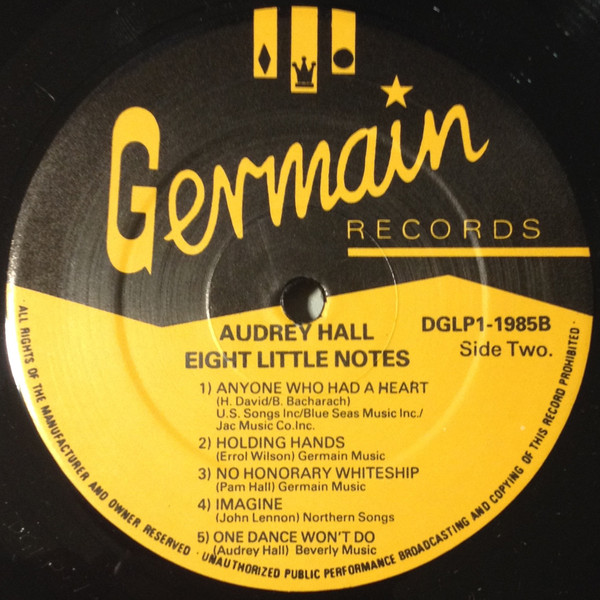 Germain
RECORDS
AUDREY HALL
EIGHT LITTLE NOTES
DGLP1-1985B
Side Two.
1) ANYONE WHO HAD A HEART
(H. David/B. Bacharach)
U.S. Songs Inc/Blue Seas Music Inc./
Jac Music Co.Inc.
2) HOLDING HANDS
(Errol Wilson) Germain Music
3) NO HONORARY WHITESHIP
(Pam Hall) Germain Music
4) IMAGINE
(John Lennon) Northern Songs
5) ONE DANCE WON'T DO
(Audrey Hall) Beverly Music
· ALL RIGHTS OF THE MANUFACTURER AND OWNER RESERVED · UNAUTHORIZED PUBLIC PERFORMANCE BROADCASTING AND COPYING OF THIS RECORD PROHIBITED ·